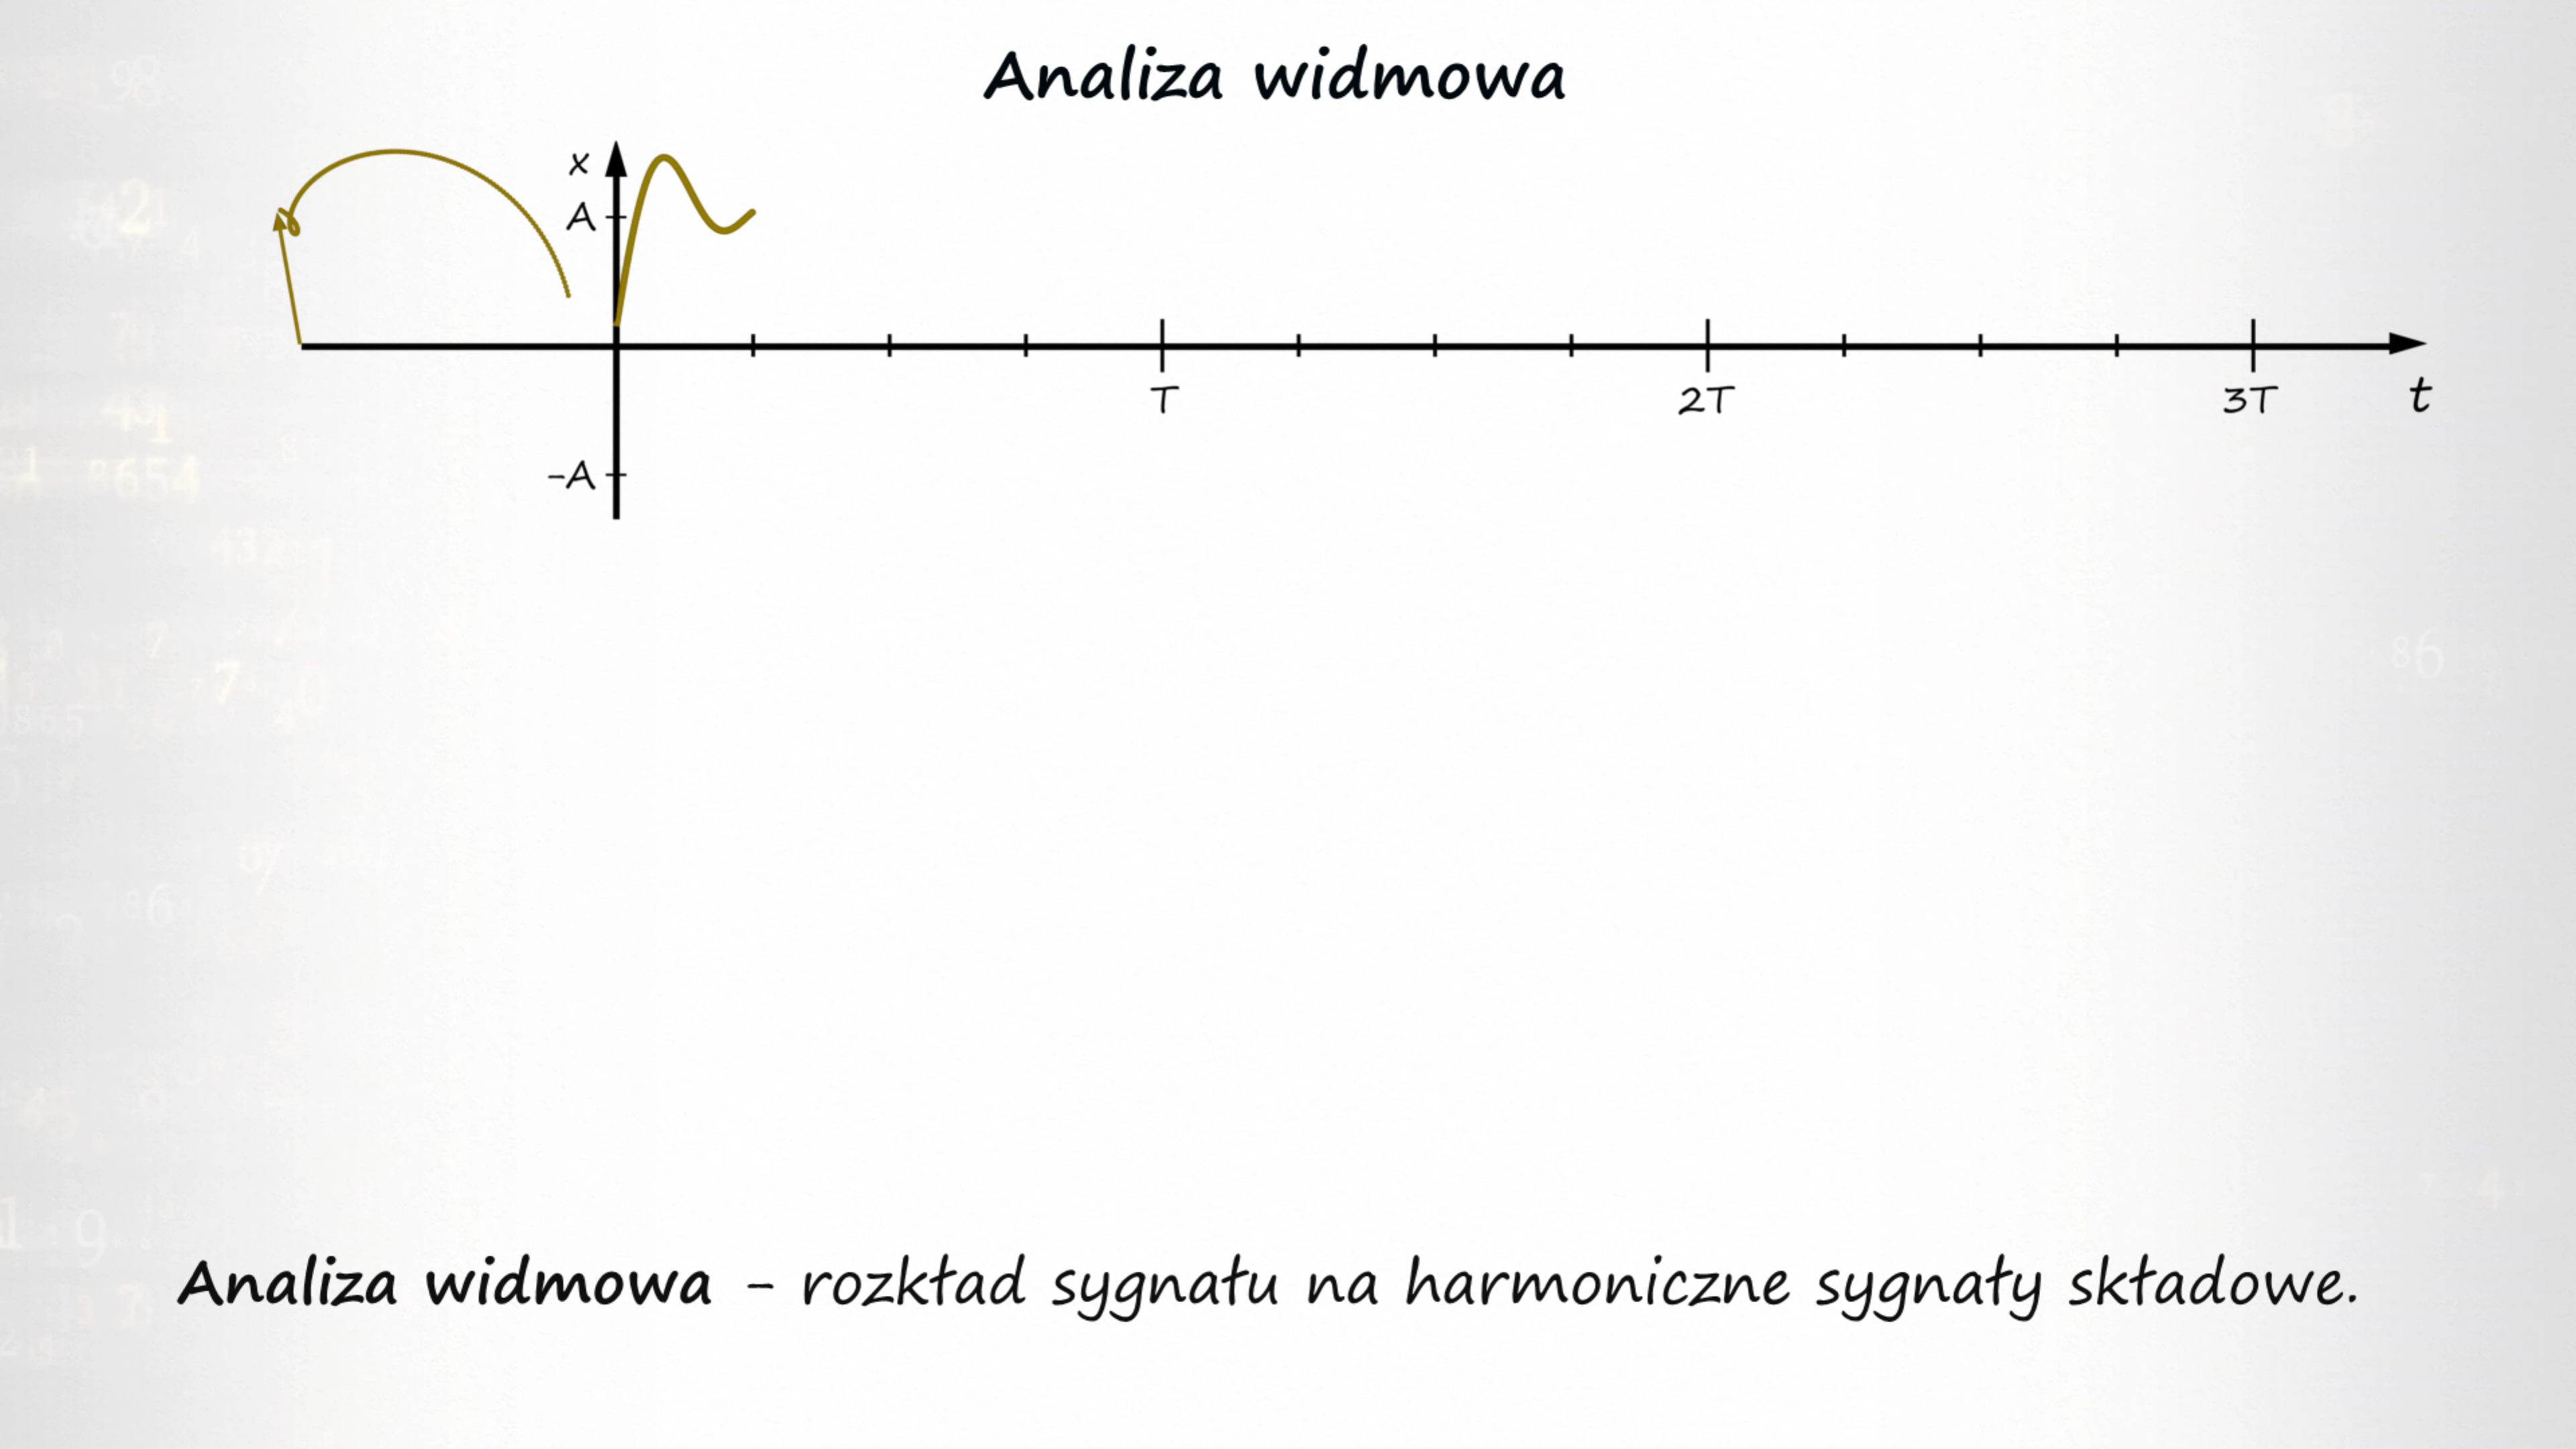 Analiza widmowa
x
A
T 2T 3T t
-A
Analiza widmowa - rozkład sygnału na harmoniczne sygnały składowe.